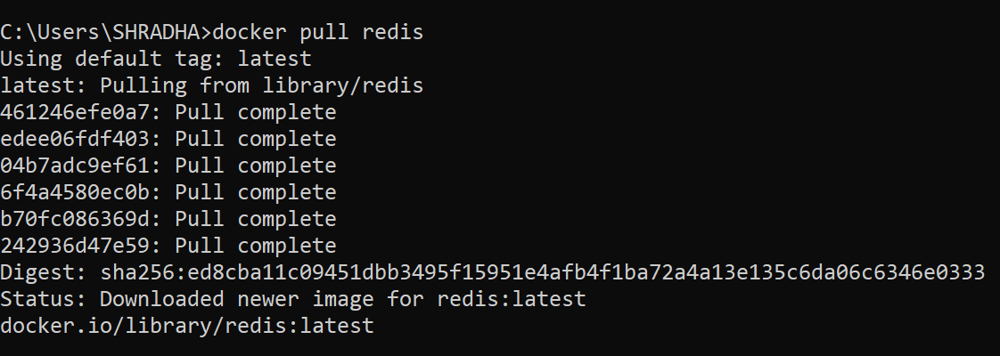 C:\Users\SHRADHA>docker pull redis
Using default tag: latest
latest: Pulling from library/redis
461246efe0a7: Pull complete
edee06fdf403: Pull complete
04b7adc9ef61: Pull complete
6f4a4580ec0b: Pull complete
b70fc086369d: Pull complete
242936d47e59: Pull complete
Digest: sha256:ed8cba11c09451dbb3495f15951e4afb4f1ba72a4a13e135c6da06c6346e0333
Status: Downloaded newer image for redis:latest
docker.io/library/redis:latest